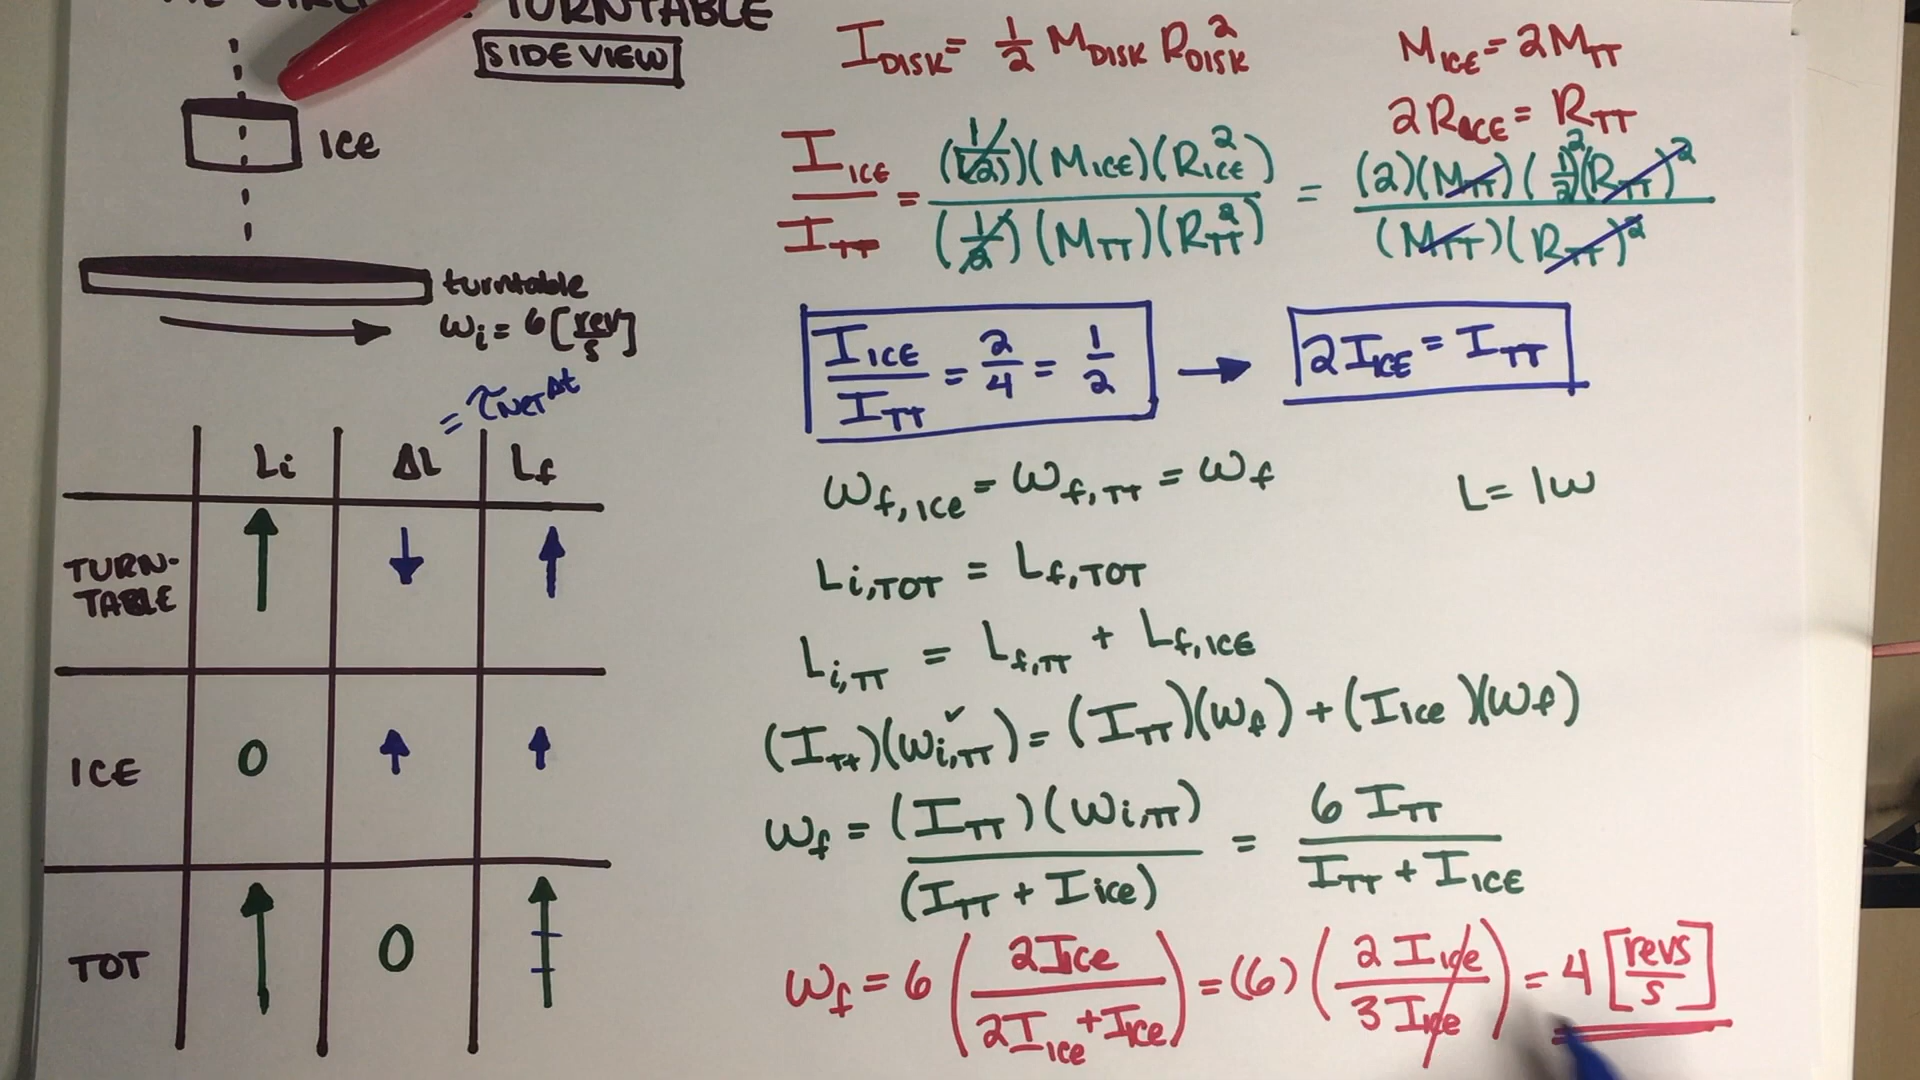 TURNTABLE
SIDE VIEW
Ice
turntable
ωi = 6 [rev/s]
= τNET Δt
Li ΔL Lf
TURN-
TABLE
ICE 0
TOT 0
IDISK = 1/2 MDISK RDISK²
MICE = 2MTT
2RICE = RTT
IICE/ITT = (1/2)(MICE)(RICE²)/(1/2)(MTT)(RTT²) = (2)(MTT)(1/2)²(RTT)²/(MTT)(RTT)²
IICE/ITT = 2/4 = 1/2 → 2IICE = ITT
ωf,ICE = ωf,TT = ωf
L = Iω
Li,TOT = Lf,TOT
Li,TT = Lf,TT + Lf,ICE
(ITT)(ωi,TT) = (ITT)(ωf) + (Iice)(ωf)
ωf = (ITT)(ωi,TT)/(ITT + Iice) = 6 ITT/ITT + IICE
ωf = 6 (2Iice/2Iice + Iice) = (6) (2 Iice/3 Iice) = 4 [revs/s]